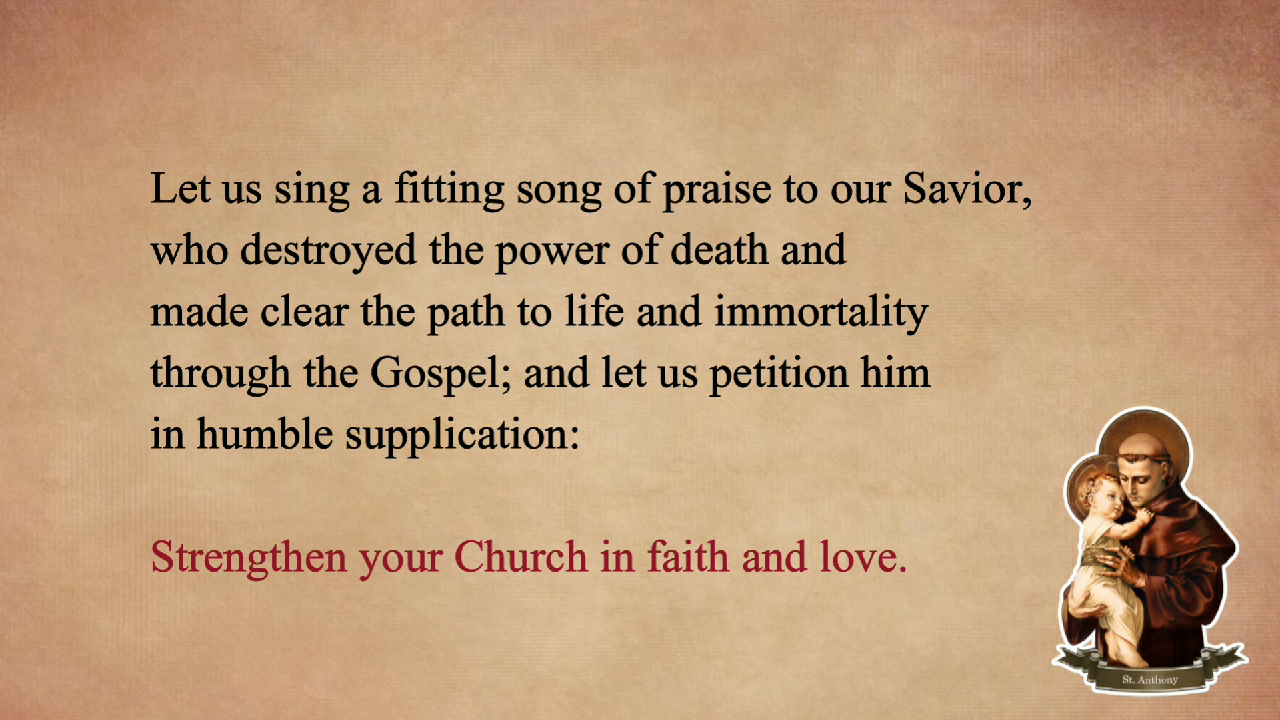 Let us sing a fitting song of praise to our Savior,
who destroyed the power of death and
made clear the path to life and immortality
through the Gospel; and let us petition him
in humble supplication:
Strengthen your Church in faith and love.
St. Anthony